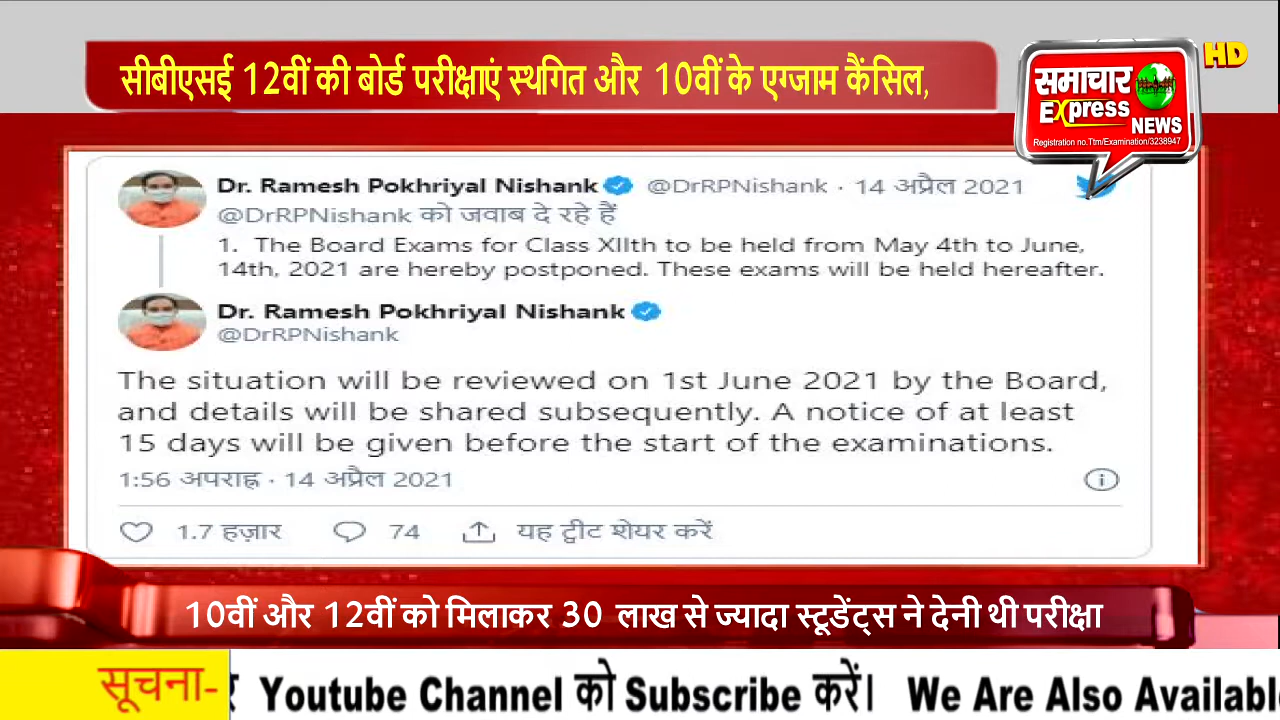 सीबीएसई 12वीं की बोर्ड परीक्षाएं स्थगित और 10वीं के एग्जाम कैंसिल,
HD
समाचार
Express
NEWS
Registration no.Ttm/Examination/3238947
Dr. Ramesh Pokhriyal Nishank @DrRPNishank · 14 अप्रैल 2021
@DrRPNishank को जवाब दे रहे हैं
1. The Board Exams for Class XIIth to be held from May 4th to June,
14th, 2021 are hereby postponed. These exams will be held hereafter.
Dr. Ramesh Pokhriyal Nishank
@DrRPNishank
The situation will be reviewed on 1st June 2021 by the Board,
and details will be shared subsequently. A notice of at least
15 days will be given before the start of the examinations.
1:56 अपराह्न · 14 अप्रैल 2021
1.7 हज़ार 74 यह ट्वीट शेयर करें
10वीं और 12वीं को मिलाकर 30 लाख से ज्यादा स्टूडेंट्स ने देनी थी परीक्षा
सूचना- Youtube Channel को Subscribe करें। We Are Also Availabl